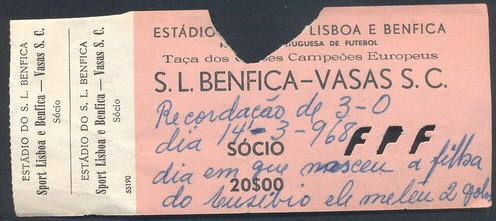 ESTÁDIO DO S. L. BENFICA
Sport Lisboa e Benfica — Vasas S. C.
Sócio
ESTÁDIO DO S. L. BENFICA
Sport Lisboa e Benfica — Vasas S. C.
Sócio
55190
ESTÁDIO LISBOA E BENFICA
TUGUESA DE FUTEBOL
Taça dos Campeões Europeus
S. L. BENFICA – VASAS S. C.
Recordação de 3-0
dia 14-3-968
SÓCIO
FPF
dia em que nasceu a filha
20$00
do Eusébio ele meteu 2 golos